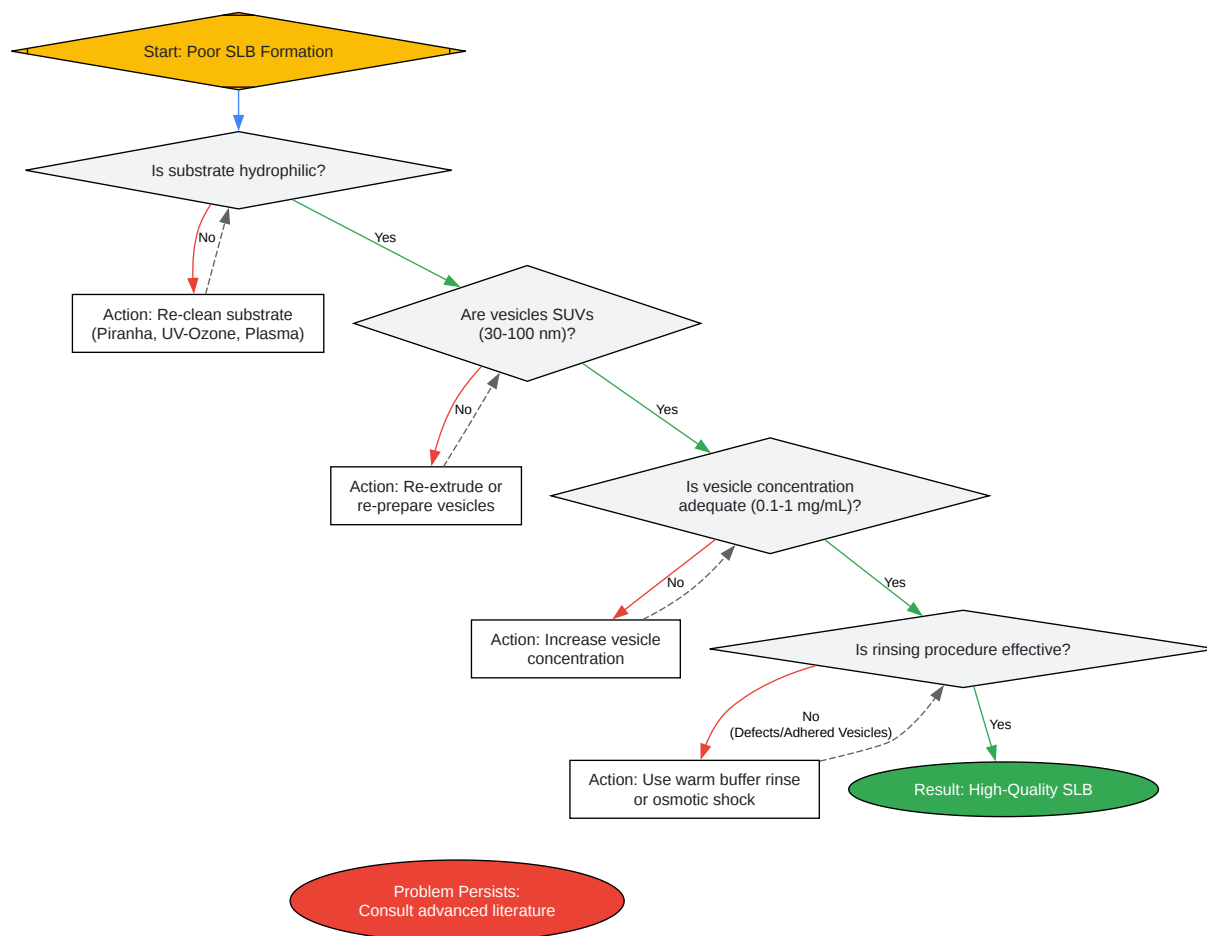 Start: Poor SLB Formation
Is substrate hydrophilic?
No
Yes
Action: Re-clean substrate
(Piranha, UV-Ozone, Plasma)
Are vesicles SUVs
(30-100 nm)?
No
Yes
Action: Re-extrude or
re-prepare vesicles
Is vesicle concentration
adequate (0.1-1 mg/mL)?
No
Yes
Action: Increase vesicle
concentration
Is rinsing procedure effective?
No
(Defects/Adhered Vesicles)
Yes
Action: Use warm buffer rinse
or osmotic shock
Result: High-Quality SLB
Problem Persists:
Consult advanced literature